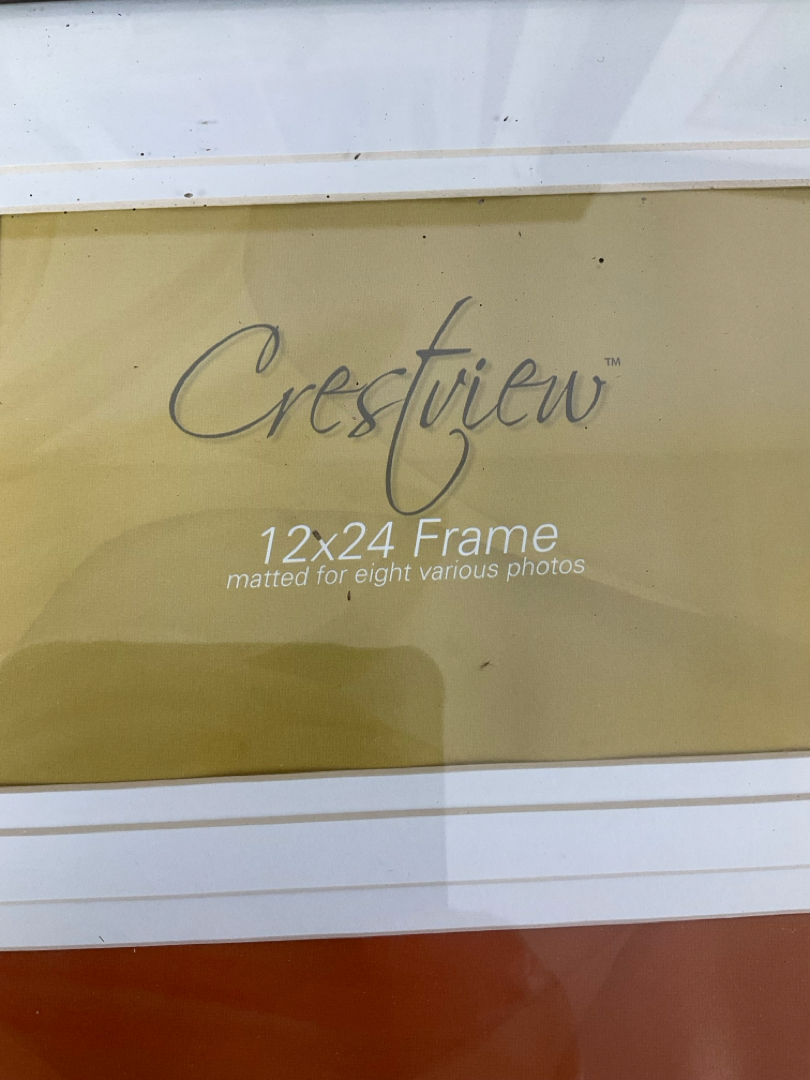 Crestview™
12x24 Frame
matted for eight various photos